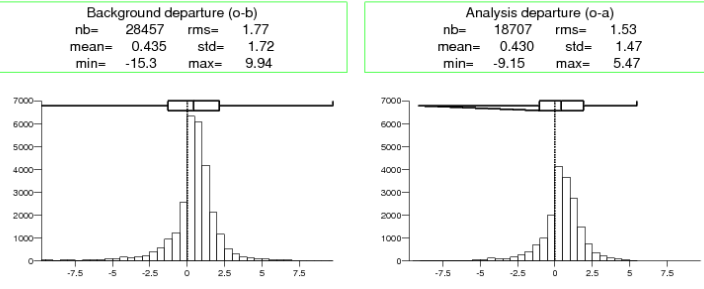 Background departure (o-b)
nb= 28457 rms= 1.77
mean= 0.435 std= 1.72
min= -15.3 max= 9.94
Analysis departure (o-a)
nb= 18707 rms= 1.53
mean= 0.430 std= 1.47
min= -9.15 max= 5.47
7000
6000
5000
4000
3000
2000
1000
0
-7.5 -5 -2.5 0 2.5 5 7.5
7000
6000
5000
4000
3000
2000
1000
0
-7.5 -5 -2.5 0 2.5 5 7.5